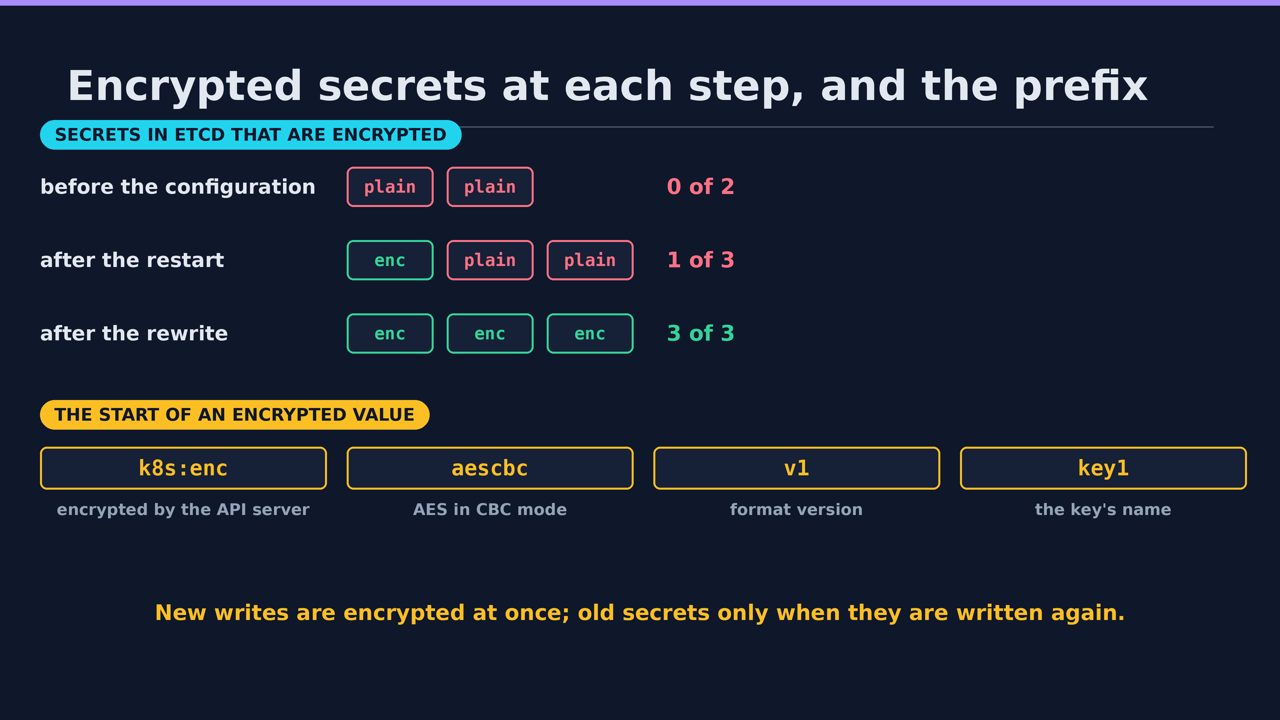 Encrypted secrets at each step, and the prefix
SECRETS IN ETCD THAT ARE ENCRYPTED
before the configuration plain plain 0 of 2
after the restart enc plain plain 1 of 3
after the rewrite enc enc enc 3 of 3
THE START OF AN ENCRYPTED VALUE
k8s:enc aescbc v1 key1
encrypted by the API server AES in CBC mode format version the key's name
New writes are encrypted at once; old secrets only when they are written again.